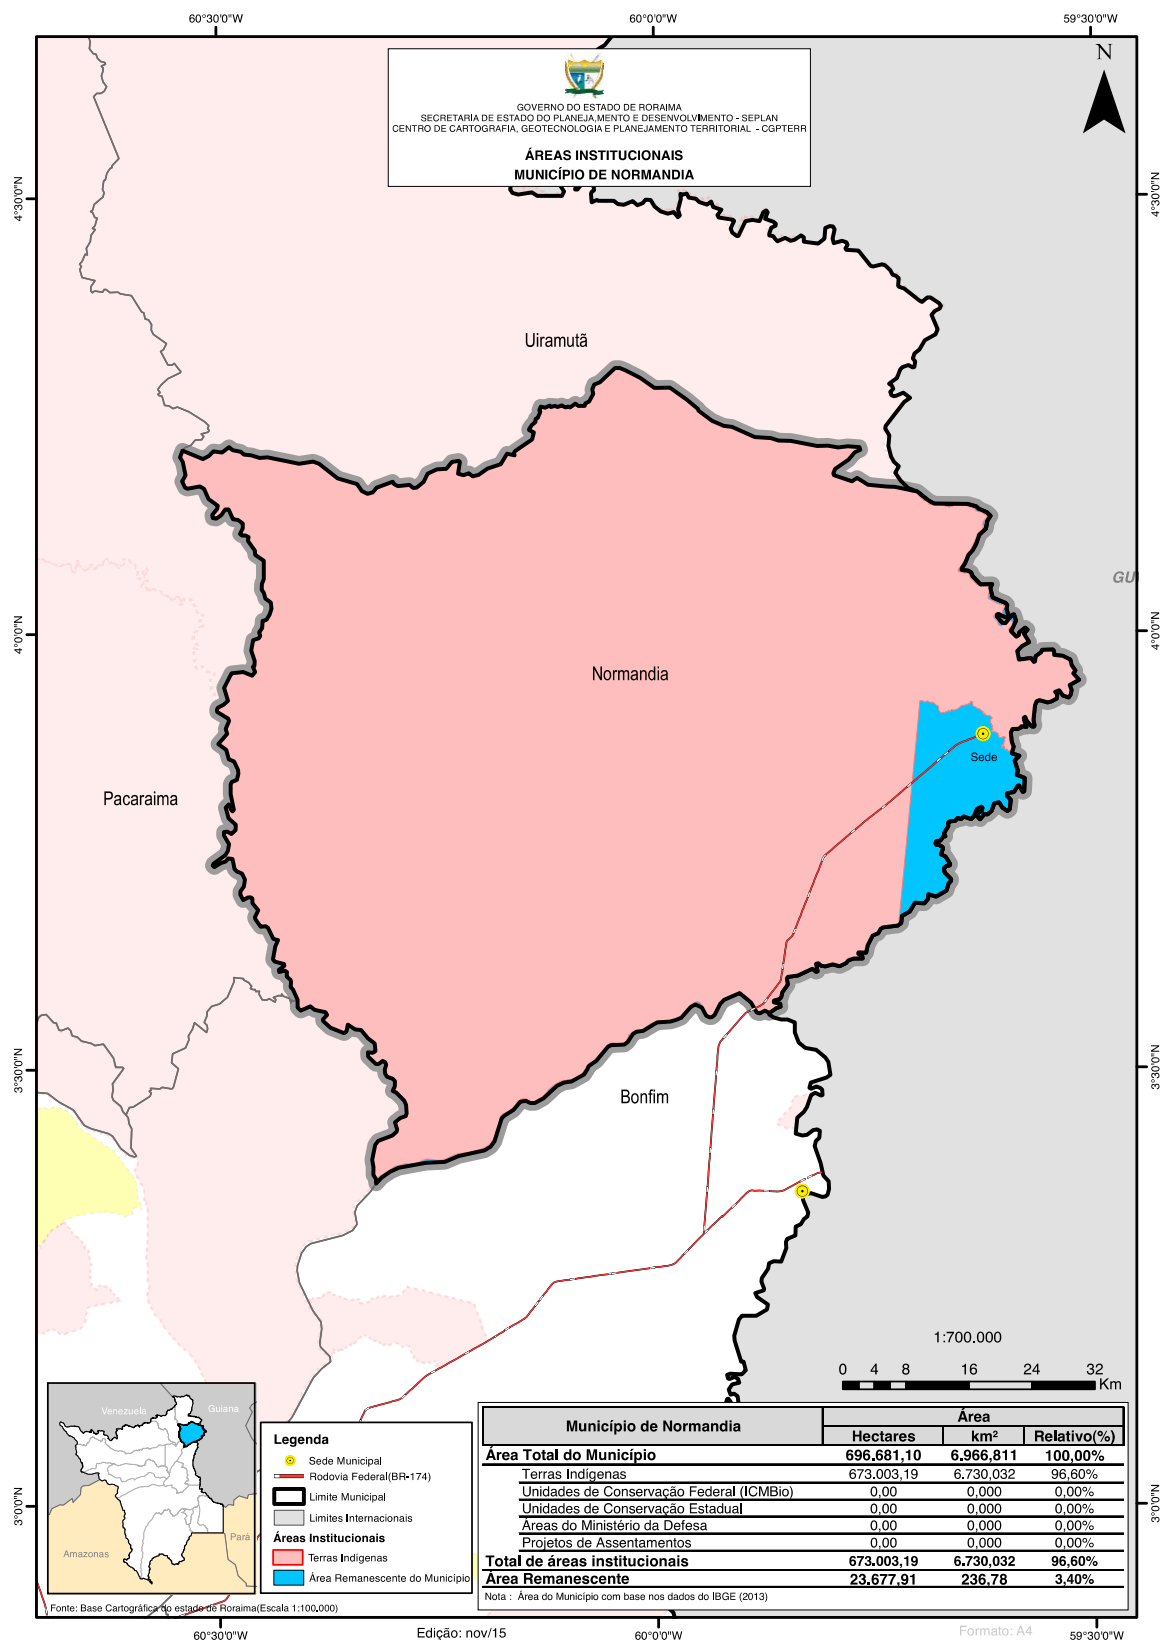 60°30'0"W 60°0'0"W 59°30'0"W
N
GOVERNO DO ESTADO DE RORAIMA
SECRETARIA DE ESTADO DO PLANEJA,MENTO E DESENVOLVIMENTO - SEPLAN
CENTRO DE CARTOGRAFIA, GEOTECNOLOGIA E PLANEJAMENTO TERRITORIAL - CGPTERR
ÁREAS INSTITUCIONAIS
MUNICÍPIO DE NORMANDIA
4°30'0"N 4°30'0"N
Uiramutã
GU
4°0'0"N 4°0'0"N
Normandia
Sede
Pacaraima
3°30'0"N 3°30'0"N
Bonfim
1:700.000
0 4 8 16 24 32
Km
Venezuela Guiana
Pará
Amazonas
Legenda
Sede Municipal
Rodovia Federal(BR-174)
Limite Municipal
Limites Internacionais
Áreas Institucionais
Terras Indígenas
Área Remanescente do Município
Município de Normandia Área
Hectares km² Relativo(%)
Área Total do Município 696.681,10 6.966,811 100,00%
Terras Indígenas 673.003,19 6.730,032 96,60%
Unidades de Conservação Federal (ICMBio) 0,00 0,000 0,00%
Unidades de Conservação Estadual 0,00 0,000 0,00%
Áreas do Ministério da Defesa 0,00 0,000 0,00%
Projetos de Assentamentos 0,00 0,000 0,00%
Total de áreas institucionais 673.003,19 6.730,032 96,60%
Área Remanescente 23.677,91 236,78 3,40%
Nota : Área do Município com base nos dados do IBGE (2013)
3°0'0"N 3°0'0"N
Fonte: Base Cartográfica do estado de Roraima(Escala 1:100.000)
60°30'0"W Edição: nov/15 60°0'0"W Formato: A4 59°30'0"W